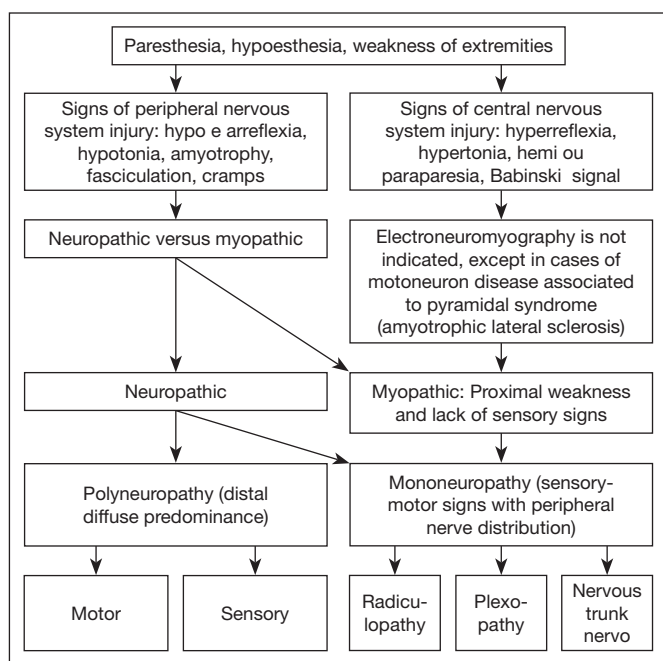 Paresthesia, hypoesthesia, weakness of extremities
Signs of peripheral nervous
system injury: hypo e arreflexia,
hypotonia, amyotrophy,
fasciculation, cramps
Signs of central nervous
system injury: hyperreflexia,
hypertonia, hemi ou
paraparesia, Babinski signal
Neuropathic versus myopathic
Electroneuromyography is not
indicated, except in cases of
motoneuron disease associated
to pyramidal syndrome
(amyotrophic lateral sclerosis)
Neuropathic
Myopathic: Proximal weakness
and lack of sensory signs
Polyneuropathy (distal
diffuse predominance)
Mononeuropathy (sensory-
motor signs with peripheral
nerve distribution)
Motor
Sensory
Radicu-
lopathy
Plexo-
pathy
Nervous
trunk
nervo